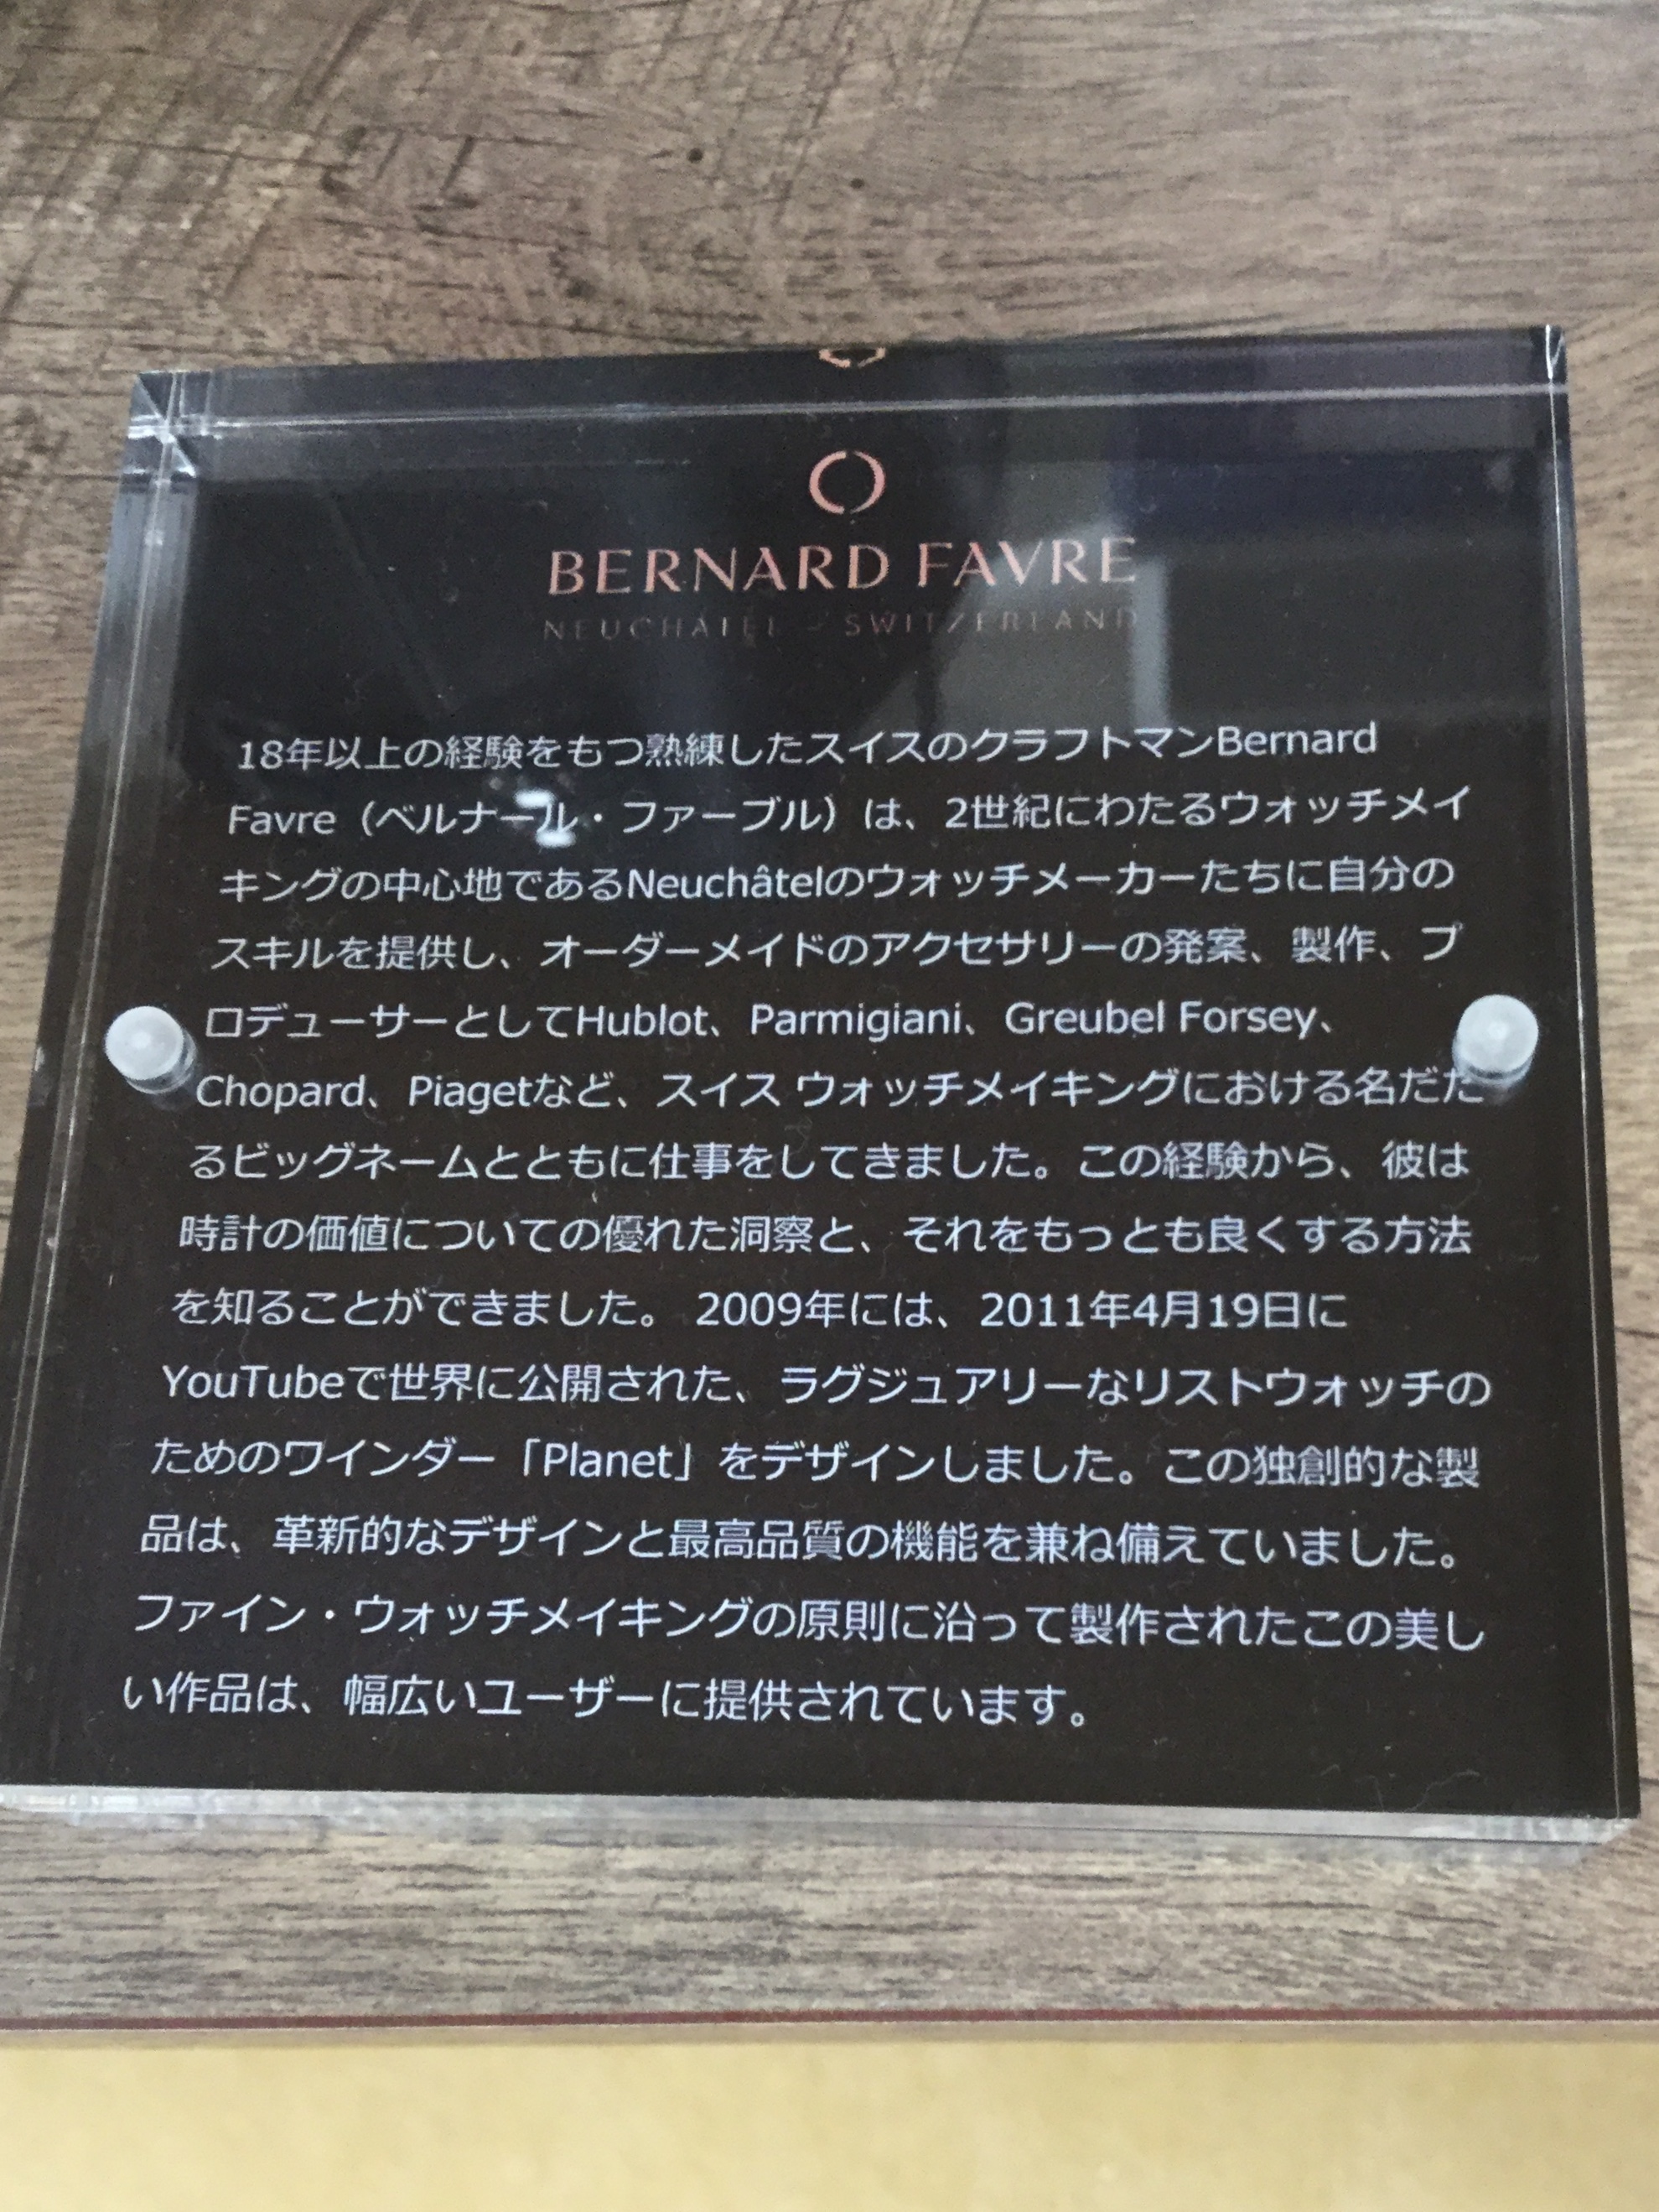 BERNARD FAVRE
NEUCHÂTEL - SWITZERLAND
18年以上の経験をもつ熟練したスイスのクラフトマンBernard
Favre（ベルナール・ファーブル）は、2世紀にわたるウォッチメイ
キングの中心地であるNeuchâtelのウォッチメーカーたちに自分の
スキルを提供し、オーダーメイドのアクセサリーの発案、製作、プ
ロデューサーとしてHublot、Parmigiani、Greubel Forsey、
Chopard、Piagetなど、スイス ウォッチメイキングにおける名だた
るビッグネームとともに仕事をしてきました。この経験から、彼は
時計の価値についての優れた洞察と、それをもっとも良くする方法
を知ることができました。 2009年には、2011年4月19日に
YouTubeで世界に公開された、ラグジュアリーなリストウォッチの
ためのワインダー「Planet」をデザインしました。この独創的な製
品は、革新的なデザインと最高品質の機能を兼ね備えていました。
ファイン・ウォッチメイキングの原則に沿って製作されたこの美し
い作品は、幅広いユーザーに提供されています。